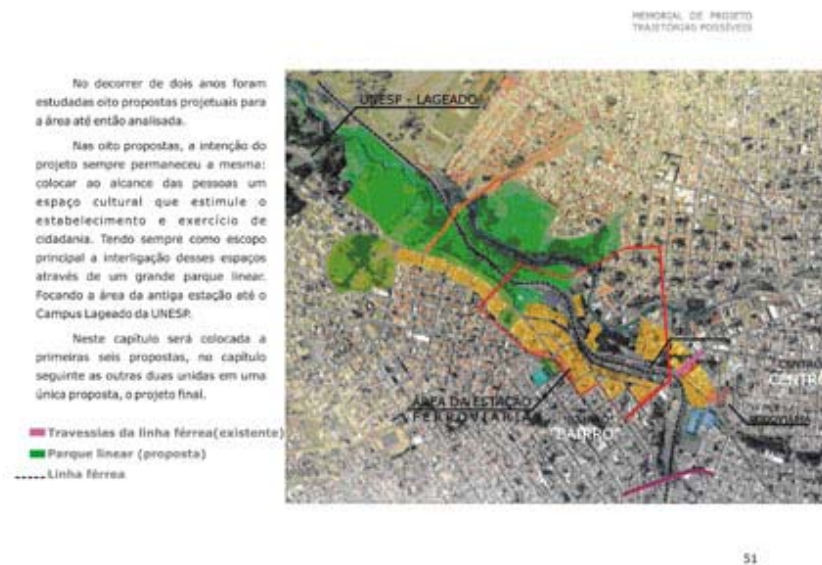 MEMORIAL DE PROJETO
TRAJETÓRIAS POSSÍVEIS
No decorrer de dois anos foram
estudadas oito propostas projetuais para
a área até então analisada.
Nas oito propostas, a intenção do
projeto sempre permaneceu a mesma:
colocar ao alcance das pessoas um
espaço cultural que estimule o
estabelecimento e exercício de
cidadania. Tendo sempre como escopo
principal a interligação desses espaços
através de um grande parque linear.
Focando a área da antiga estação até o
Campus Lageado da UNESP.
Neste capítulo será colocada a
primeiras seis propostas, no capítulo
seguinte as outras duas unidas em uma
única proposta, o projeto final.
Travessias da linha férrea(existente)
Parque linear (proposta)
Linha férrea
UNESP - LAGEADO
CENTRO
CENTRO
ÁREA DA ESTAÇÃO
FERROVIARIA
"BAIRRO"
51